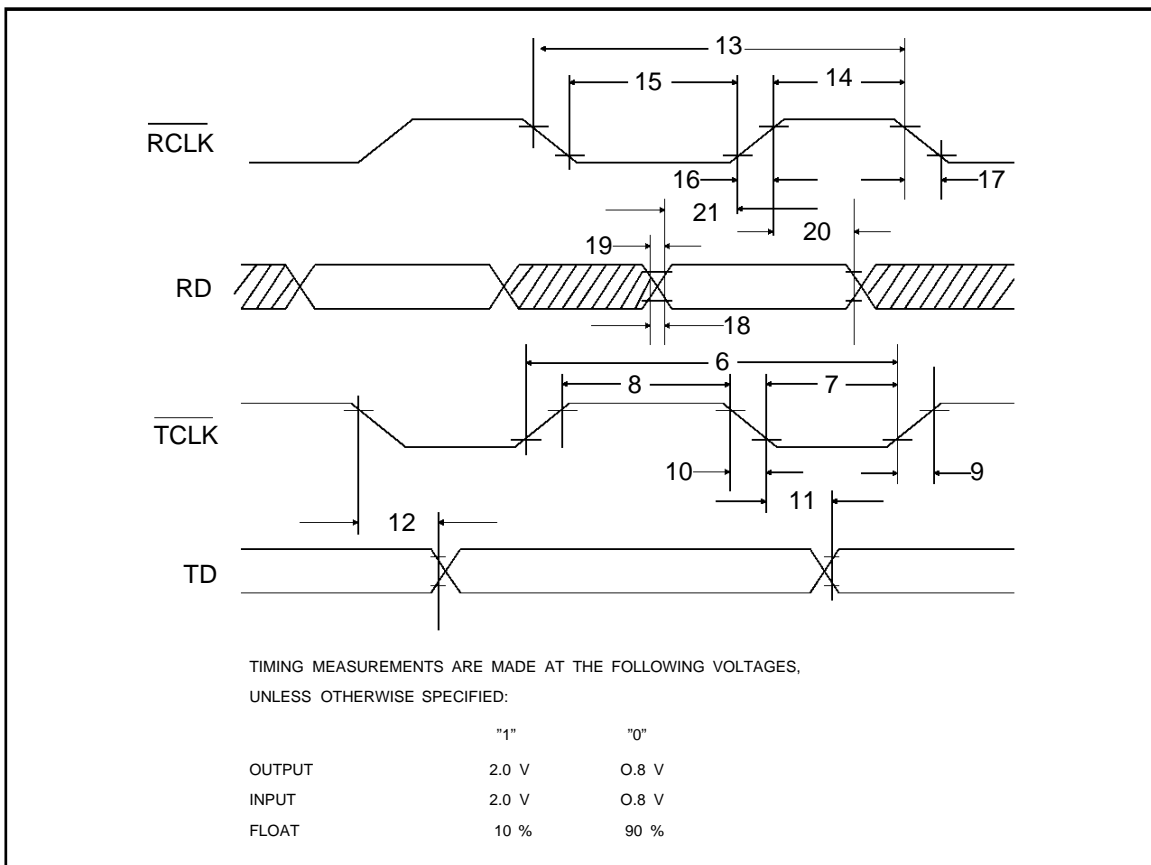 13
15 14
RCLK
16 17
21
20
19
RD
18
6
8 7
TCLK
10 9
11
12
TD
TIMING MEASUREMENTS ARE MADE AT THE FOLLOWING VOLTAGES,
UNLESS OTHERWISE SPECIFIED:
”1” ”0”
OUTPUT 2.0 V O.8 V
INPUT 2.0 V O.8 V
FLOAT 10 % 90 %